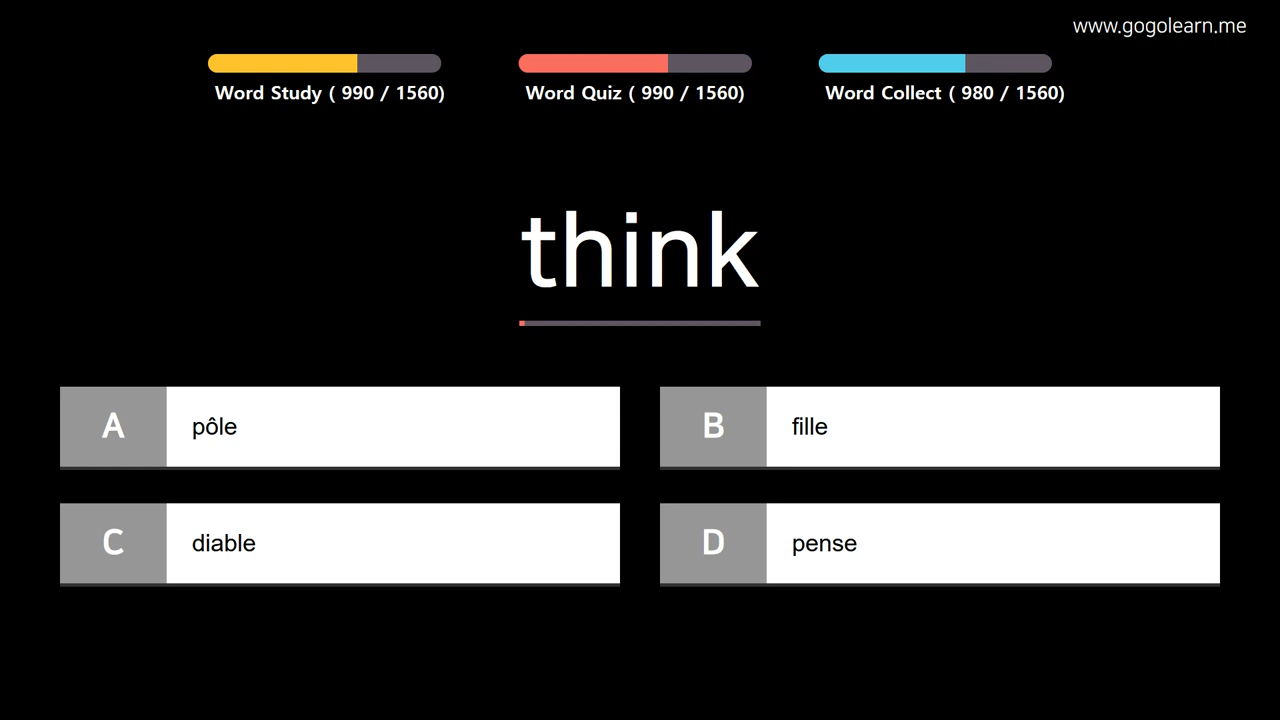 www.gogolearn.me
Word Study ( 990 / 1560)
Word Quiz ( 990 / 1560)
Word Collect ( 980 / 1560)
think
A
pôle
B
fille
C
diable
D
pense